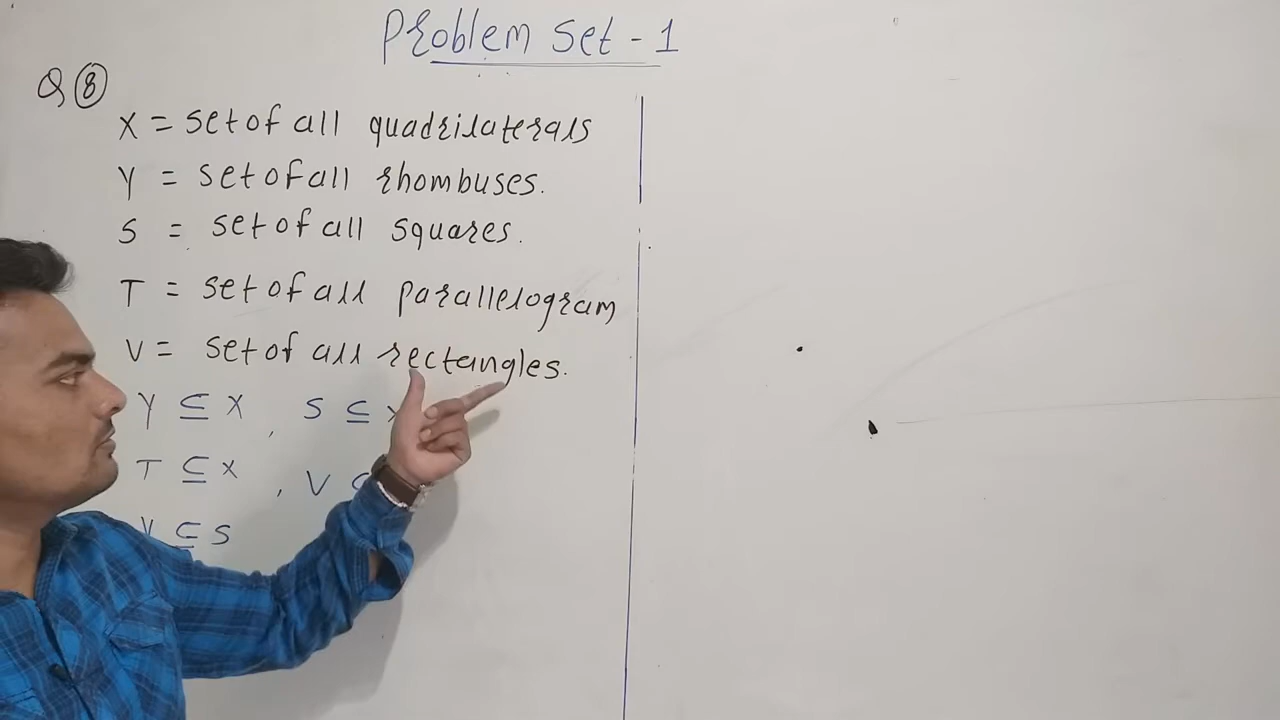 Problem Set - 1
Q 8
X = set of all quadrilaterals
Y = set of all rhombuses.
S = set of all squares.
T = set of all parallelogram
V = set of all rectangles.
Y ⊆ X , S ⊆
T ⊆ X , V
⊆ S